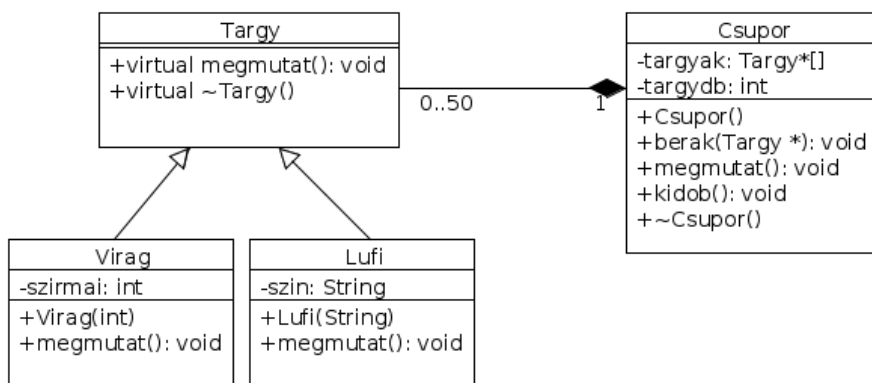 Targy
+virtual megmutat(): void
+virtual ~Targy()
0..50
1
Csupor
-targyak: Targy*[]
-targydb: int
+Csupor()
+berak(Targy *): void
+megmutat(): void
+kidob(): void
+~Csupor()
Virag
-szirmai: int
+Virag(int)
+megmutat(): void
Lufi
-szin: String
+Lufi(String)
+megmutat(): void